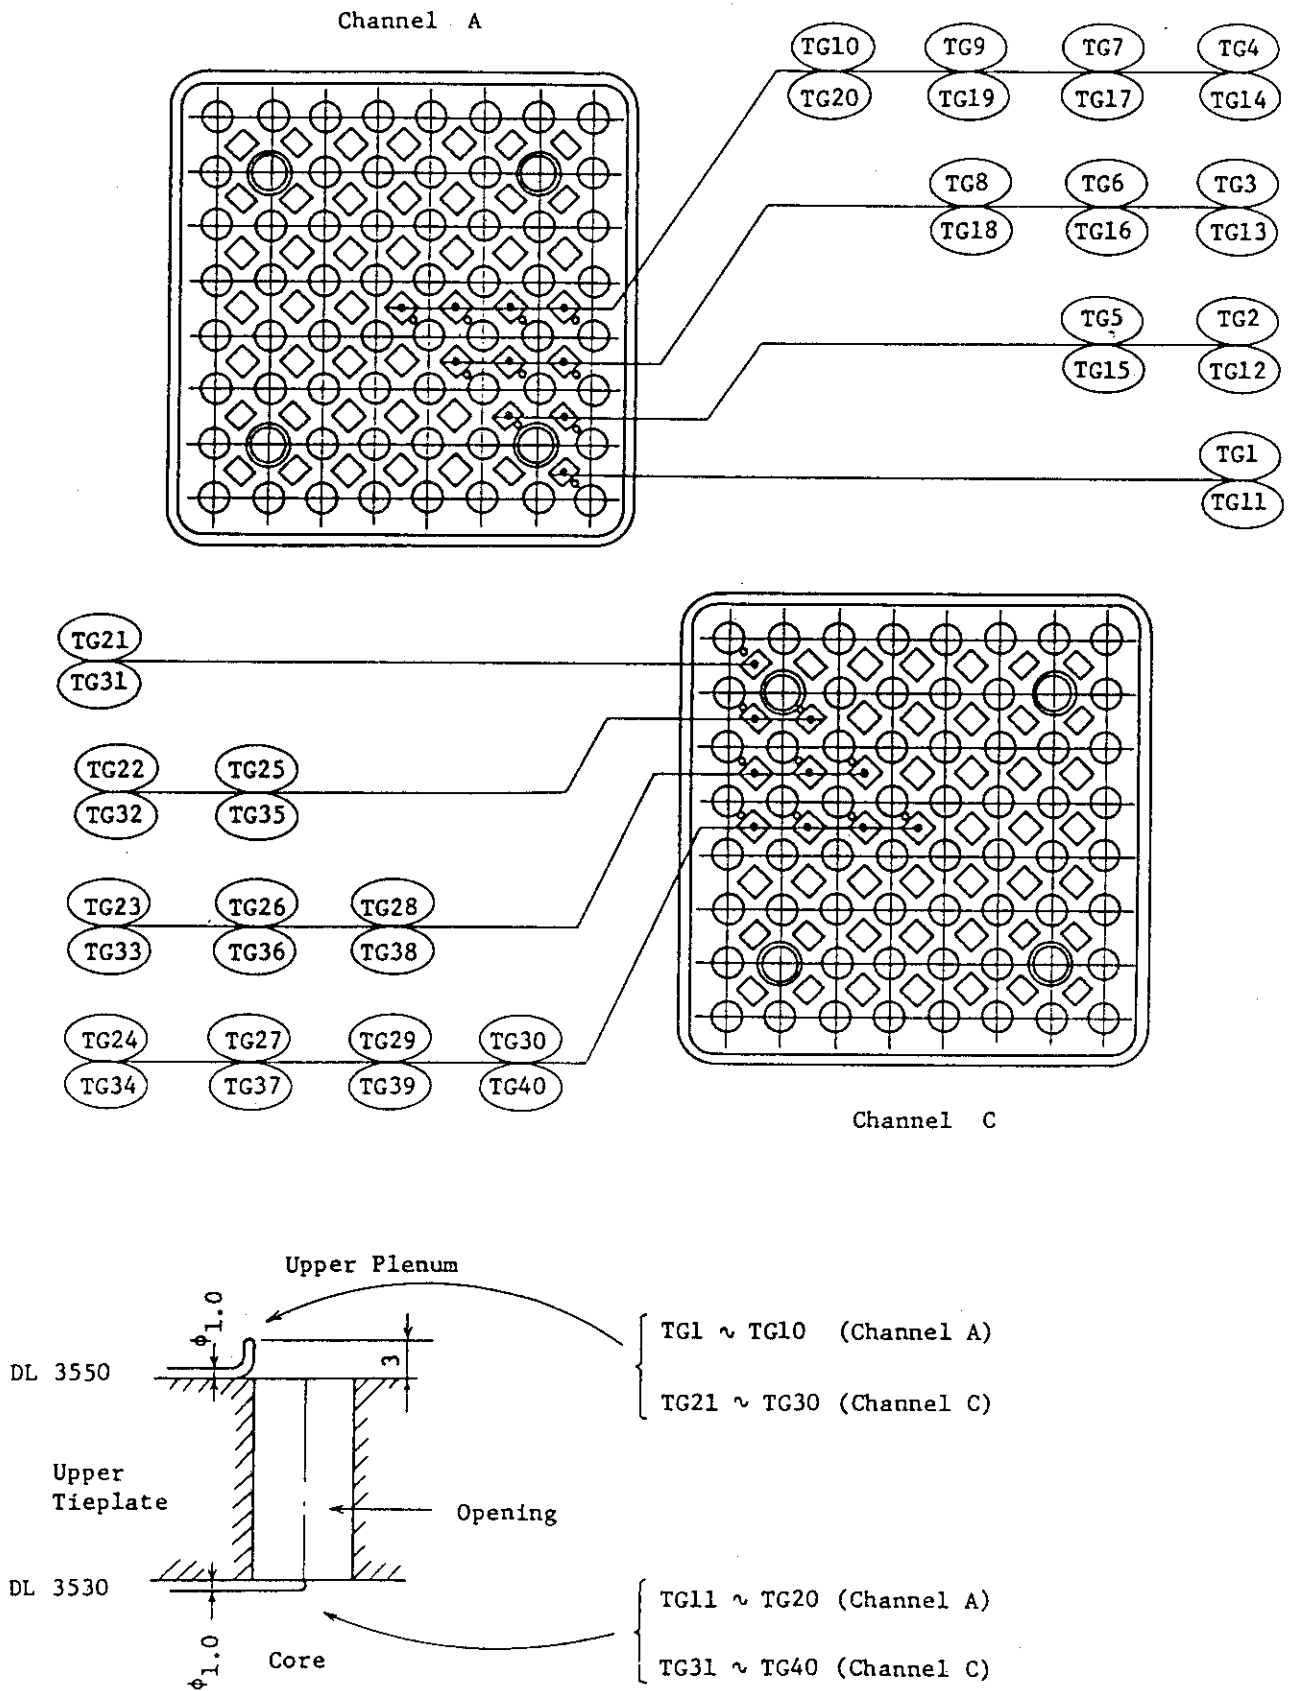 Channel A
TG10 TG9 TG7 TG4
TG20 TG19 TG17 TG14
TG8 TG6 TG3
TG18 TG16 TG13
TG5 TG2
TG15 TG12
TG1
TG11
TG21
TG31
TG22 TG25
TG32 TG35
TG23 TG26 TG28
TG33 TG36 TG38
TG24 TG27 TG29 TG30
TG34 TG37 TG39 TG40
Channel C
Upper Plenum
ϕ1.0
3
DL 3550
TG1 ~ TG10 (Channel A)
TG21 ~ TG30 (Channel C)
Upper
Tieplate
Opening
DL 3530
ϕ1.0
Core
TG11 ~ TG20 (Channel A)
TG31 ~ TG40 (Channel C)